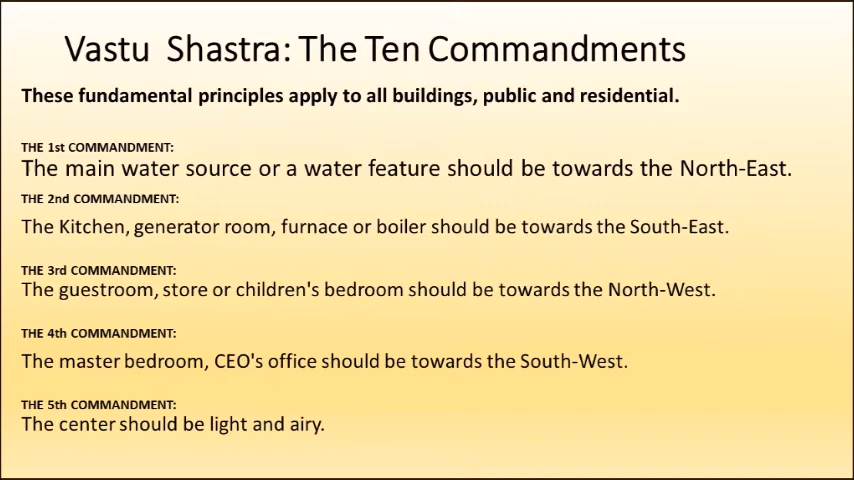 Vastu Shastra: The Ten Commandments
These fundamental principles apply to all buildings, public and residential.
THE 1st COMMANDMENT:
The main water source or a water feature should be towards the North-East.
THE 2nd COMMANDMENT:
The Kitchen, generator room, furnace or boiler should be towards the South-East.
THE 3rd COMMANDMENT:
The guestroom, store or children's bedroom should be towards the North-West.
THE 4th COMMANDMENT:
The master bedroom, CEO's office should be towards the South-West.
THE 5th COMMANDMENT:
The center should be light and airy.